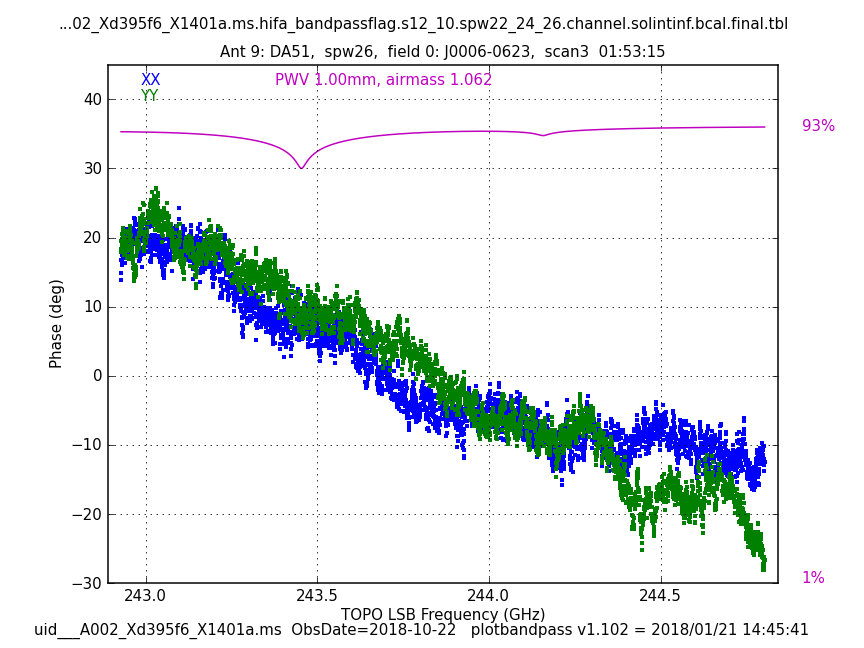 ...02_Xd395f6_X1401a.ms.hifa_bandpassflag.s12_10.spw22_24_26.channel.solintinf.bcal.final.tbl
Ant 9: DA51, spw26, field 0: J0006-0623, scan3 01:53:15
XX
YY
PWV 1.00mm, airmass 1.062
93%
1%
Phase (deg)
40
30
20
10
0
−10
−20
−30
243.0 243.5 244.0 244.5
TOPO LSB Frequency (GHz)
uid___A002_Xd395f6_X1401a.ms ObsDate=2018-10-22 plotbandpass v1.102 = 2018/01/21 14:45:41